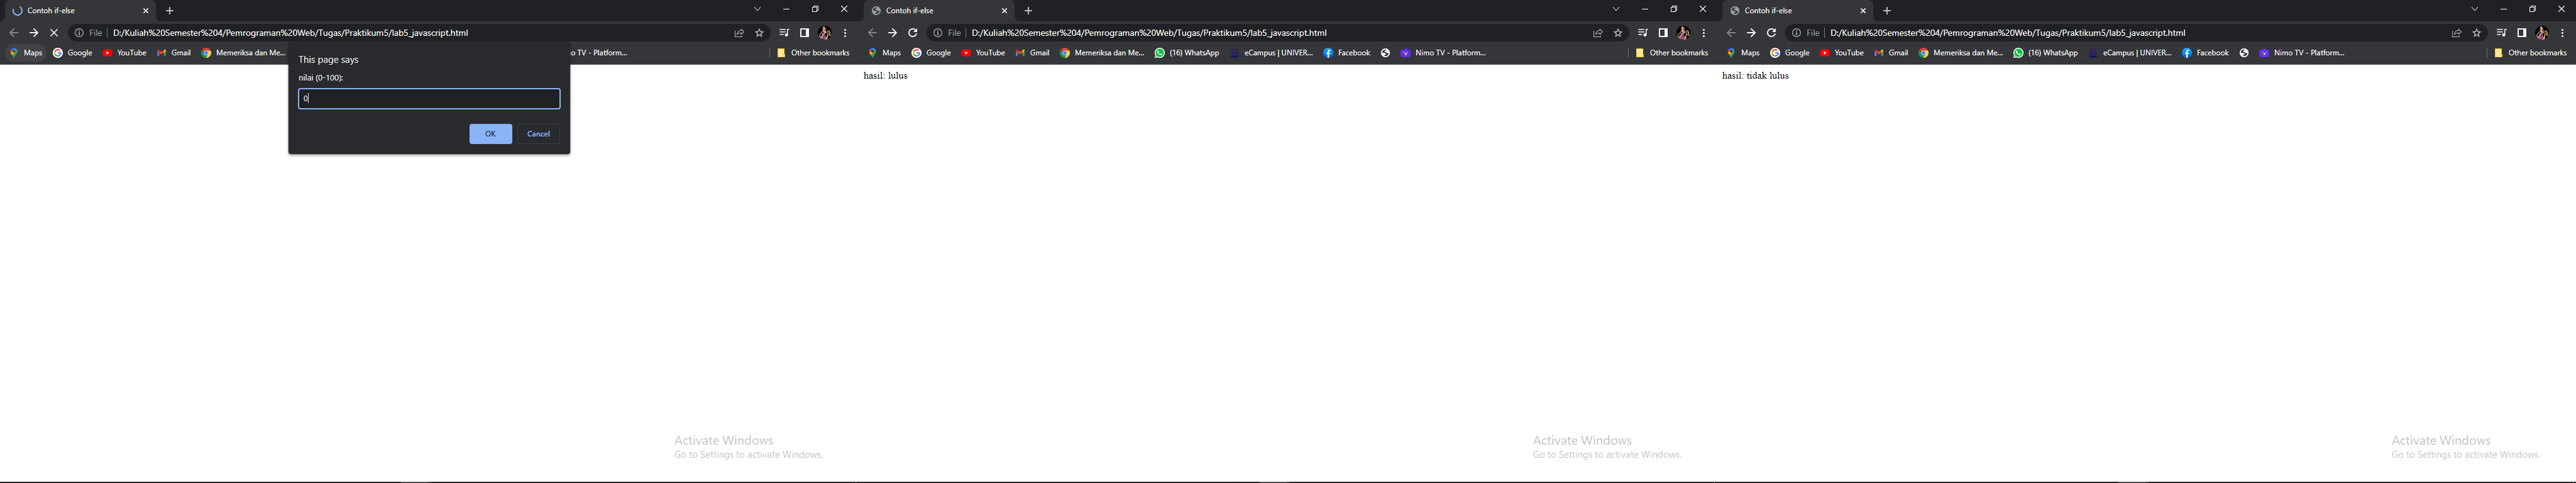 Contoh if-else
File D:/Kuliah%20Semester%204/Pemrograman%20Web/Tugas/Praktikum5/lab5_javascript.html
Maps Google YouTube Gmail Memeriksa dan Me... TV - Platform... Other bookmarks
This page says
nilai (0-100):
0
OK Cancel
Activate Windows
Go to Settings to activate Windows.
Contoh if-else
File D:/Kuliah%20Semester%204/Pemrograman%20Web/Tugas/Praktikum5/lab5_javascript.html
Maps Google YouTube Gmail Memeriksa dan Me... (16) WhatsApp eCampus | UNIVER... Facebook Nimo TV - Platform... Other bookmarks
hasil: lulus
Activate Windows
Go to Settings to activate Windows.
Contoh if-else
File D:/Kuliah%20Semester%204/Pemrograman%20Web/Tugas/Praktikum5/lab5_javascript.html
Maps Google YouTube Gmail Memeriksa dan Me... (16) WhatsApp eCampus | UNIVER... Facebook Nimo TV - Platform... Other bookmarks
hasil: tidak lulus
Activate Windows
Go to Settings to activate Windows.